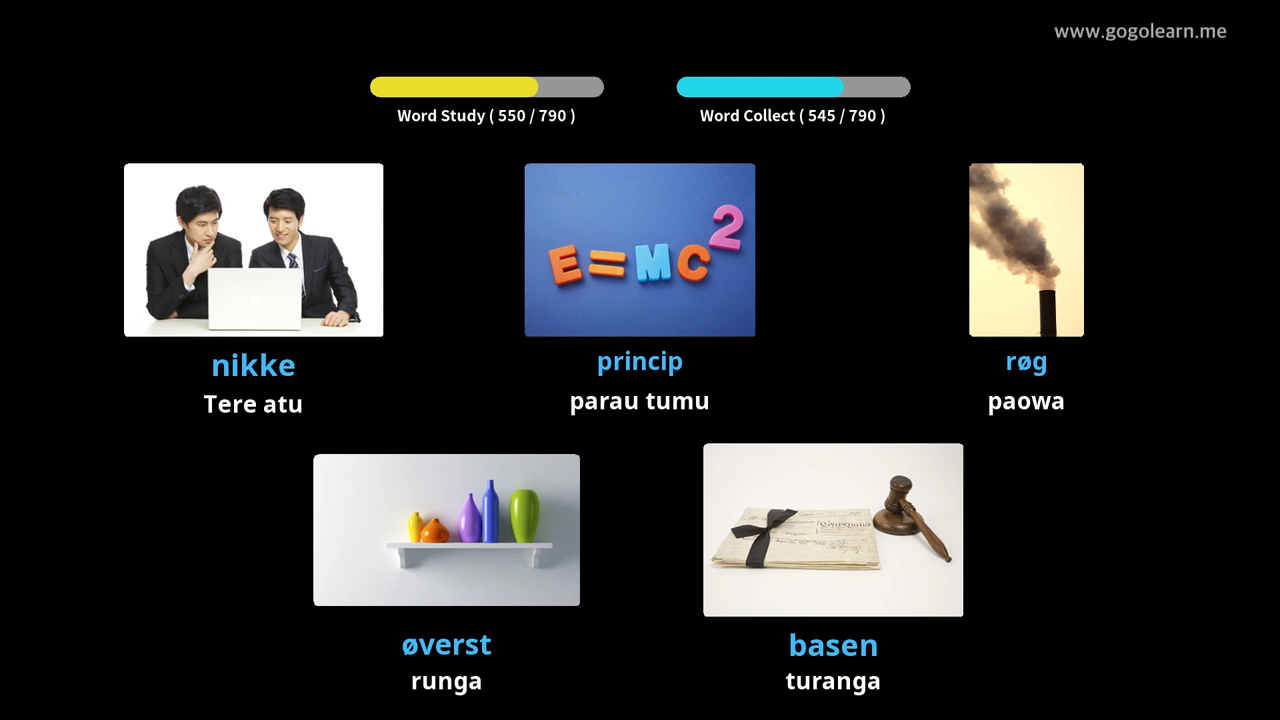 www.gogolearn.me
Word Study ( 550 / 790 )
Word Collect ( 545 / 790 )
E=MC2
nikke
Tere atu
princip
parau tumu
røg
paowa
øverst
runga
basen
turanga